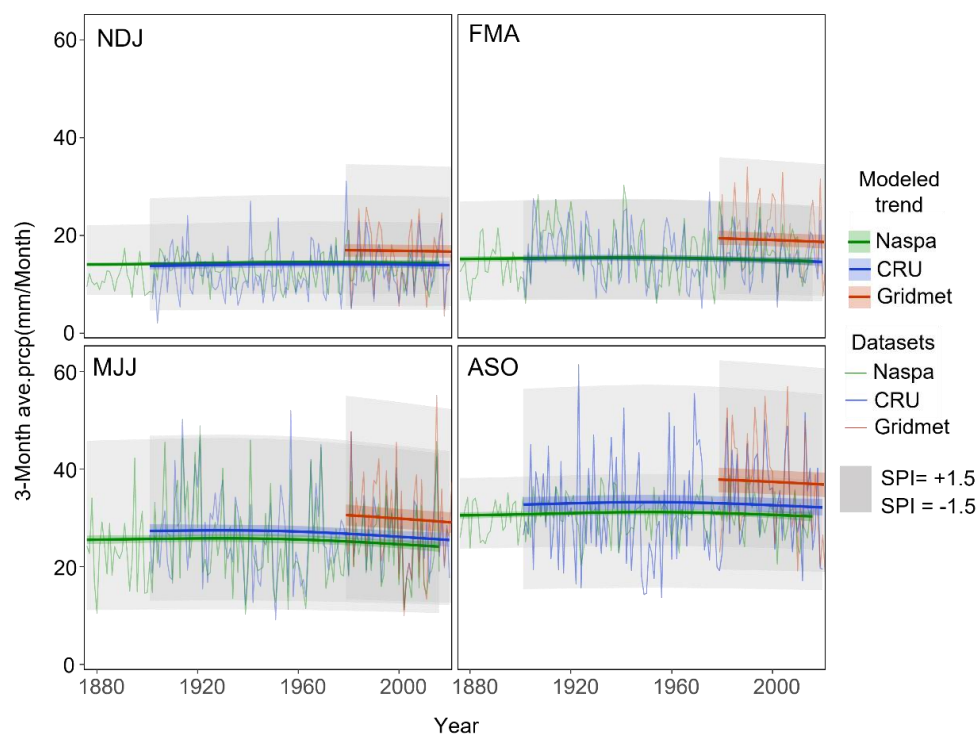 NDJ
FMA
60
40
20
0
MJJ
ASO
60
40
20
0
3-Month ave.prcp(mm/Month)
1880 1920 1960 2000
1880 1920 1960 2000
Year
Modeled
trend
Naspa
CRU
Gridmet
Datasets
Naspa
CRU
Gridmet
SPI= +1.5
SPI = -1.5